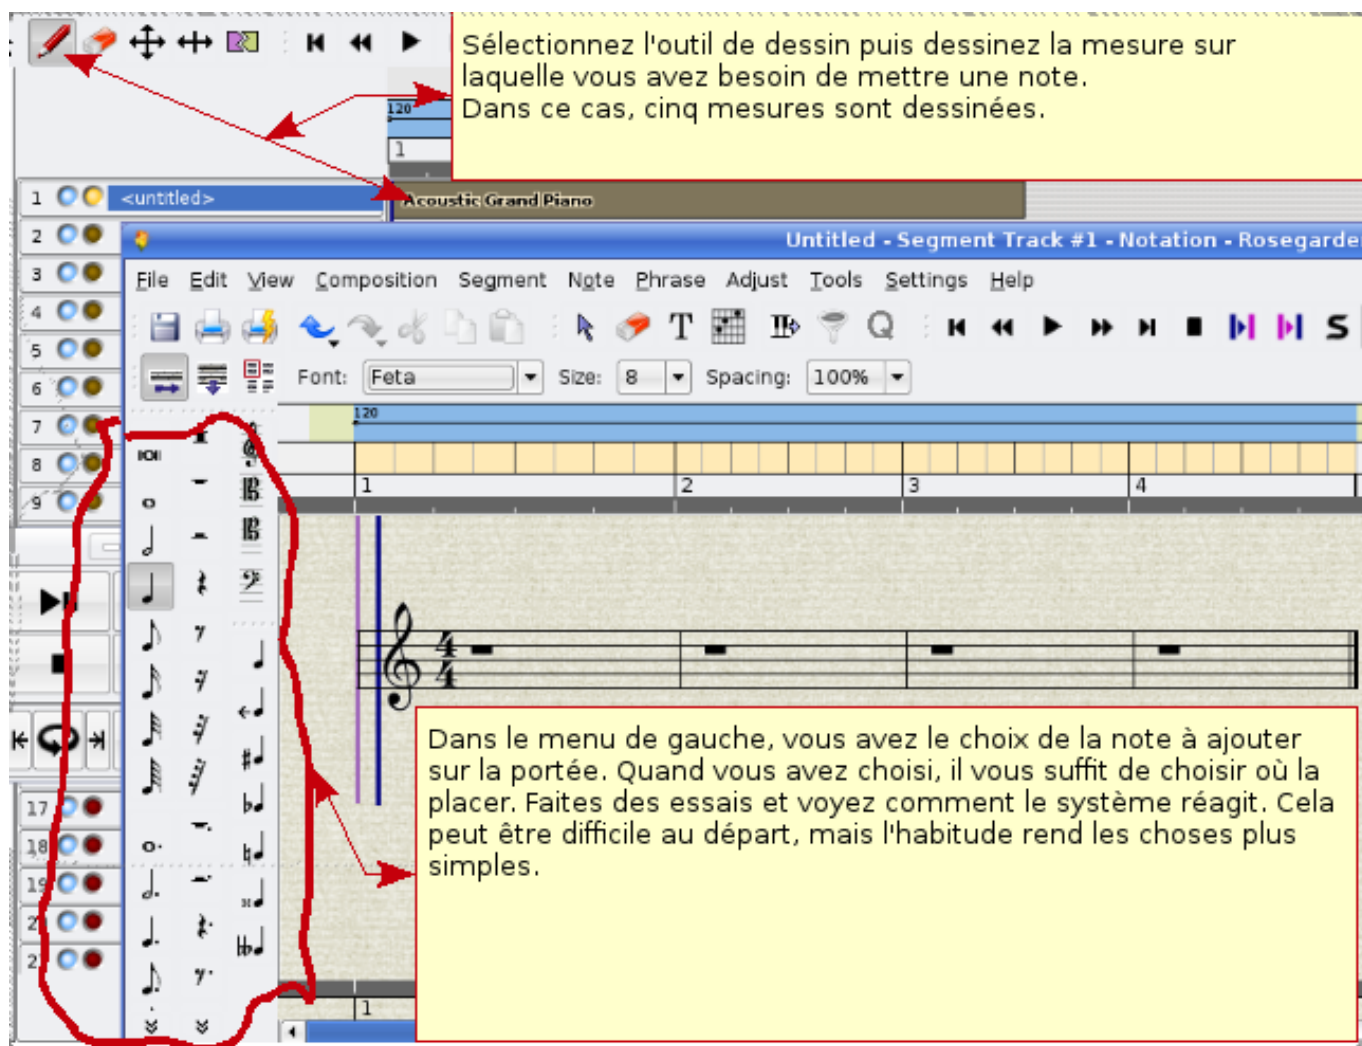 Sélectionnez l'outil de dessin puis dessinez la mesure sur
laquelle vous avez besoin de mettre une note.
Dans ce cas, cinq mesures sont dessinées.
120
1
1 <untitled> Acoustic Grand Piano
2
Untitled - Segment Track #1 - Notation - Rosegarde
3
File Edit View Composition Segment Note Phrase Adjust Tools Settings Help
4
T Q S
5
6
Font: Feta Size: 8 Spacing: 100%
7
120
8
9
1 2 3 4
4
4
Dans le menu de gauche, vous avez le choix de la note à ajouter
sur la portée. Quand vous avez choisi, il vous suffit de choisir où la
placer. Faites des essais et voyez comment le système réagit. Cela
peut être difficile au départ, mais l'habitude rend les choses plus
simples.
17
18
19
2
2
1